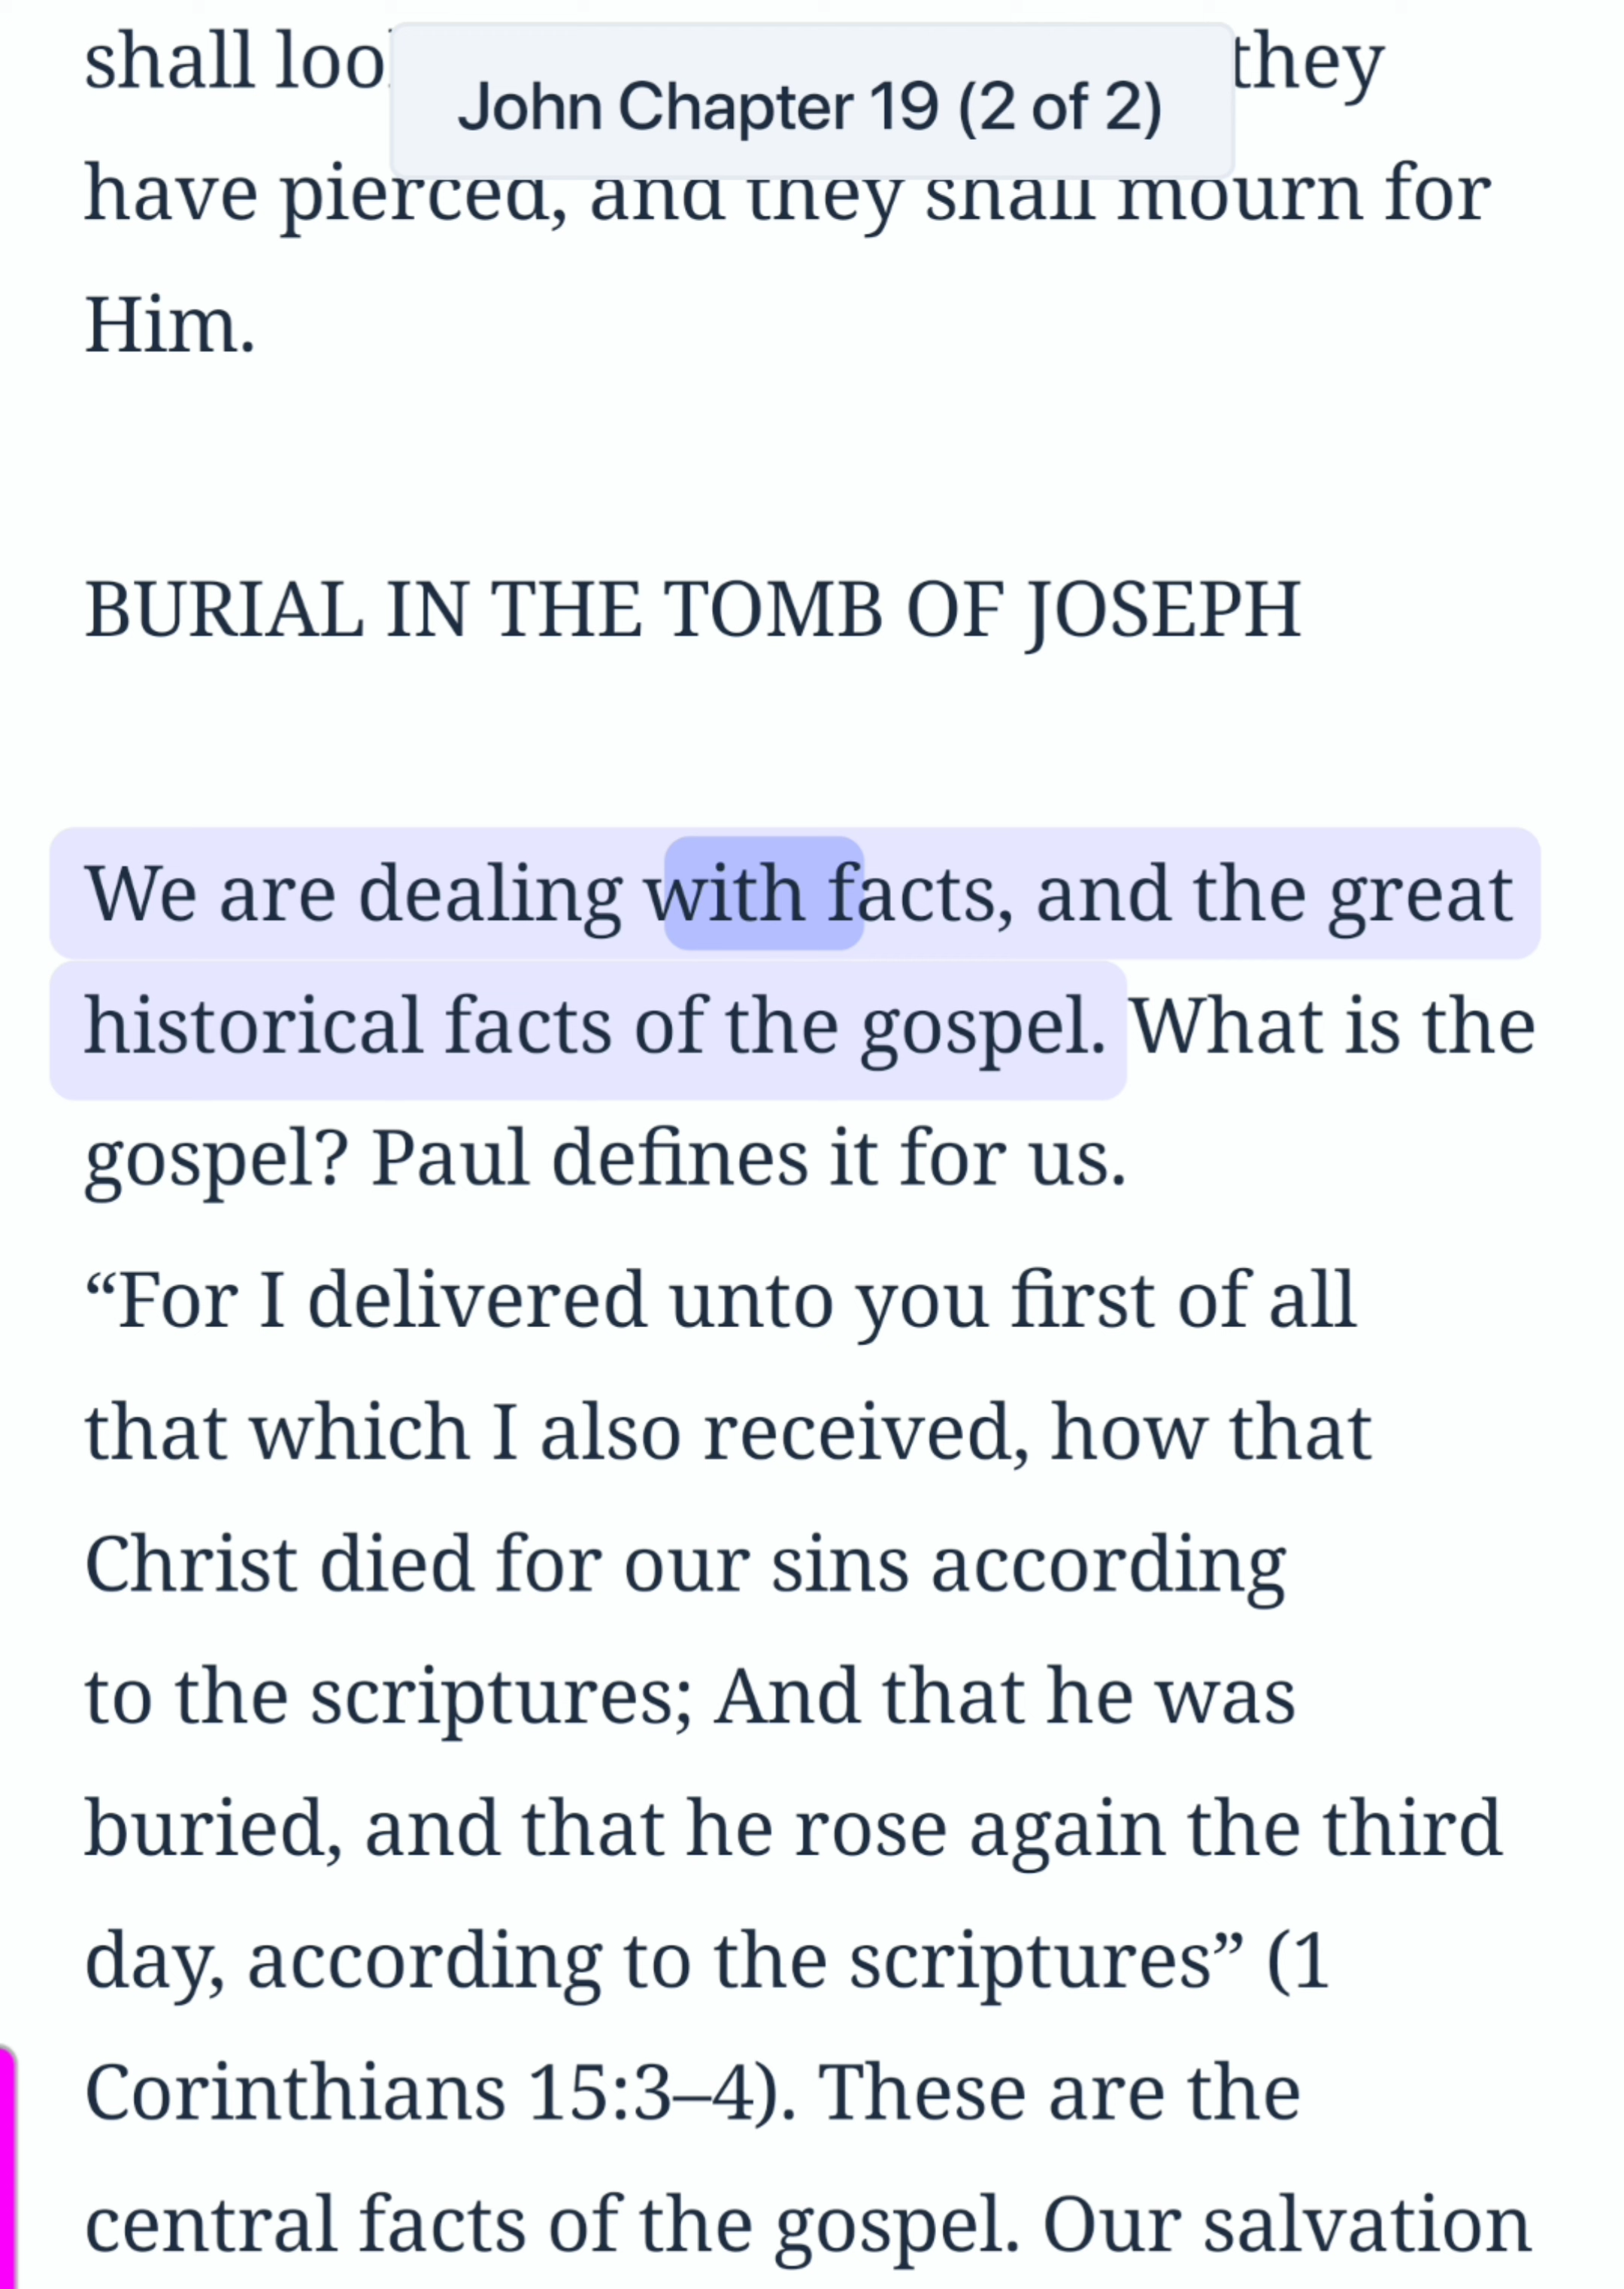 John Chapter 19 (2 of 2)
shall they
have pierced, and they shall mourn for
Him.
BURIAL IN THE TOMB OF JOSEPH
We are dealing with facts, and the great
historical facts of the gospel. What is the
gospel? Paul defines it for us.
“For I delivered unto you first of all
that which I also received, how that
Christ died for our sins according
to the scriptures; And that he was
buried, and that he rose again the third
day, according to the scriptures” (1
Corinthians 15:3–4). These are the
central facts of the gospel. Our salvation